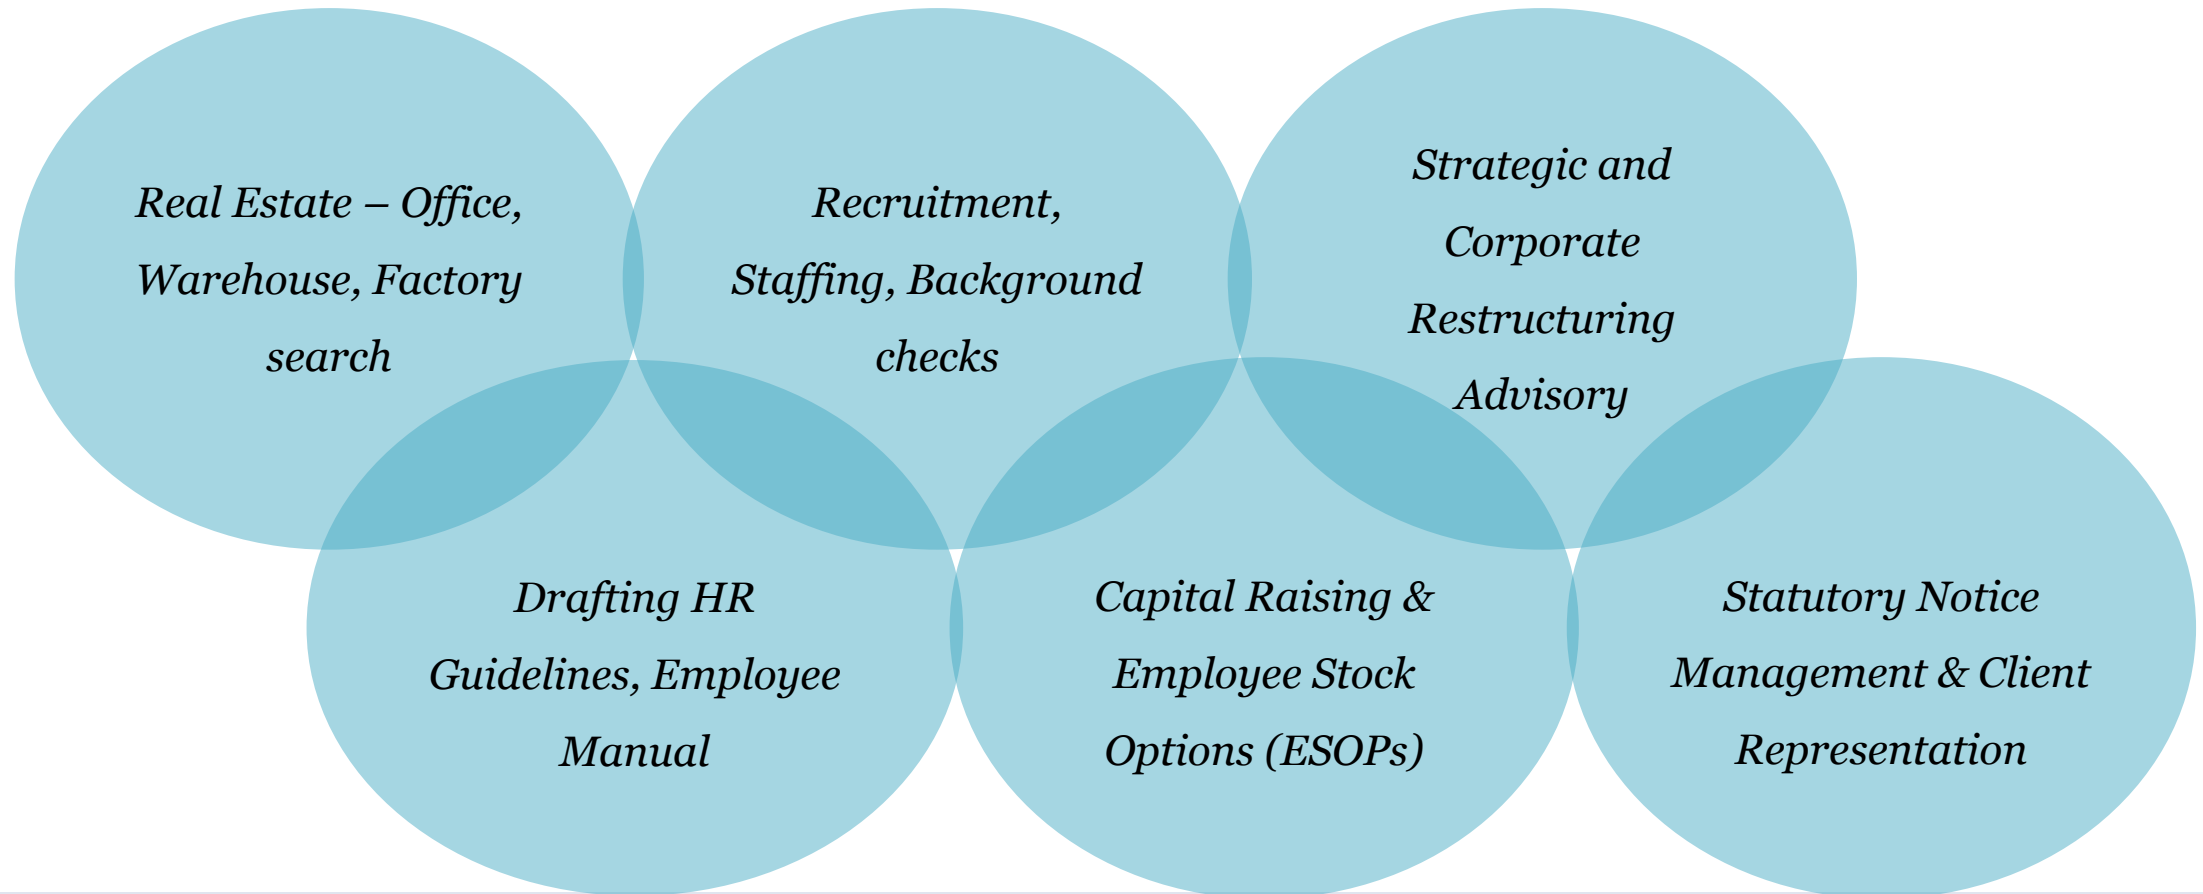 Real Estate – Office,
Warehouse, Factory
search
Recruitment,
Staffing, Background
checks
Strategic and
Corporate
Restructuring
Advisory
Drafting HR
Guidelines, Employee
Manual
Capital Raising &
Employee Stock
Options (ESOPs)
Statutory Notice
Management & Client
Representation